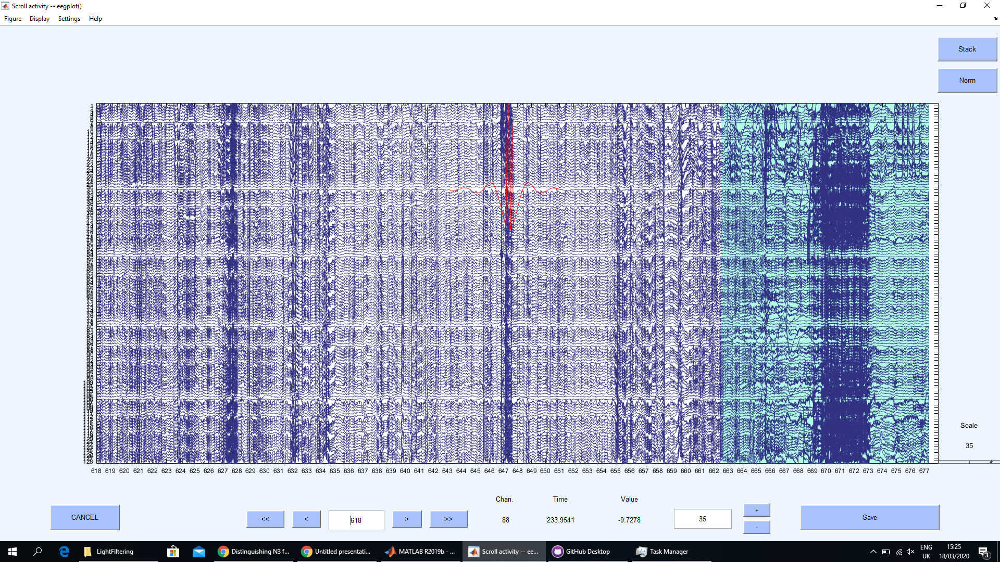 Scroll activity -- eegplot()
Figure Display Settings Help
Stack
Norm
Scale
35
618 619 620 621 622 623 624 625 626 627 628 629 630 631 632 633 634 635 636 637 638 639 640 641 642 643 644 645 646 647 648 649 650 651 652 653 654 655 656 657 658 659 660 661 662 663 664 665 666 667 668 669 670 671 672 673 674 675 676 677
Chan. Time Value
CANCEL << < 618 > >> 88 233.9541 -9.7278 35 + - Save
LightFiltering Distinguishing N3 f... Untitled presentati... MATLAB R2019b - ... Scroll activity -- ee... GitHub Desktop Task Manager
ENG
UK
15:25
18/03/2020
3